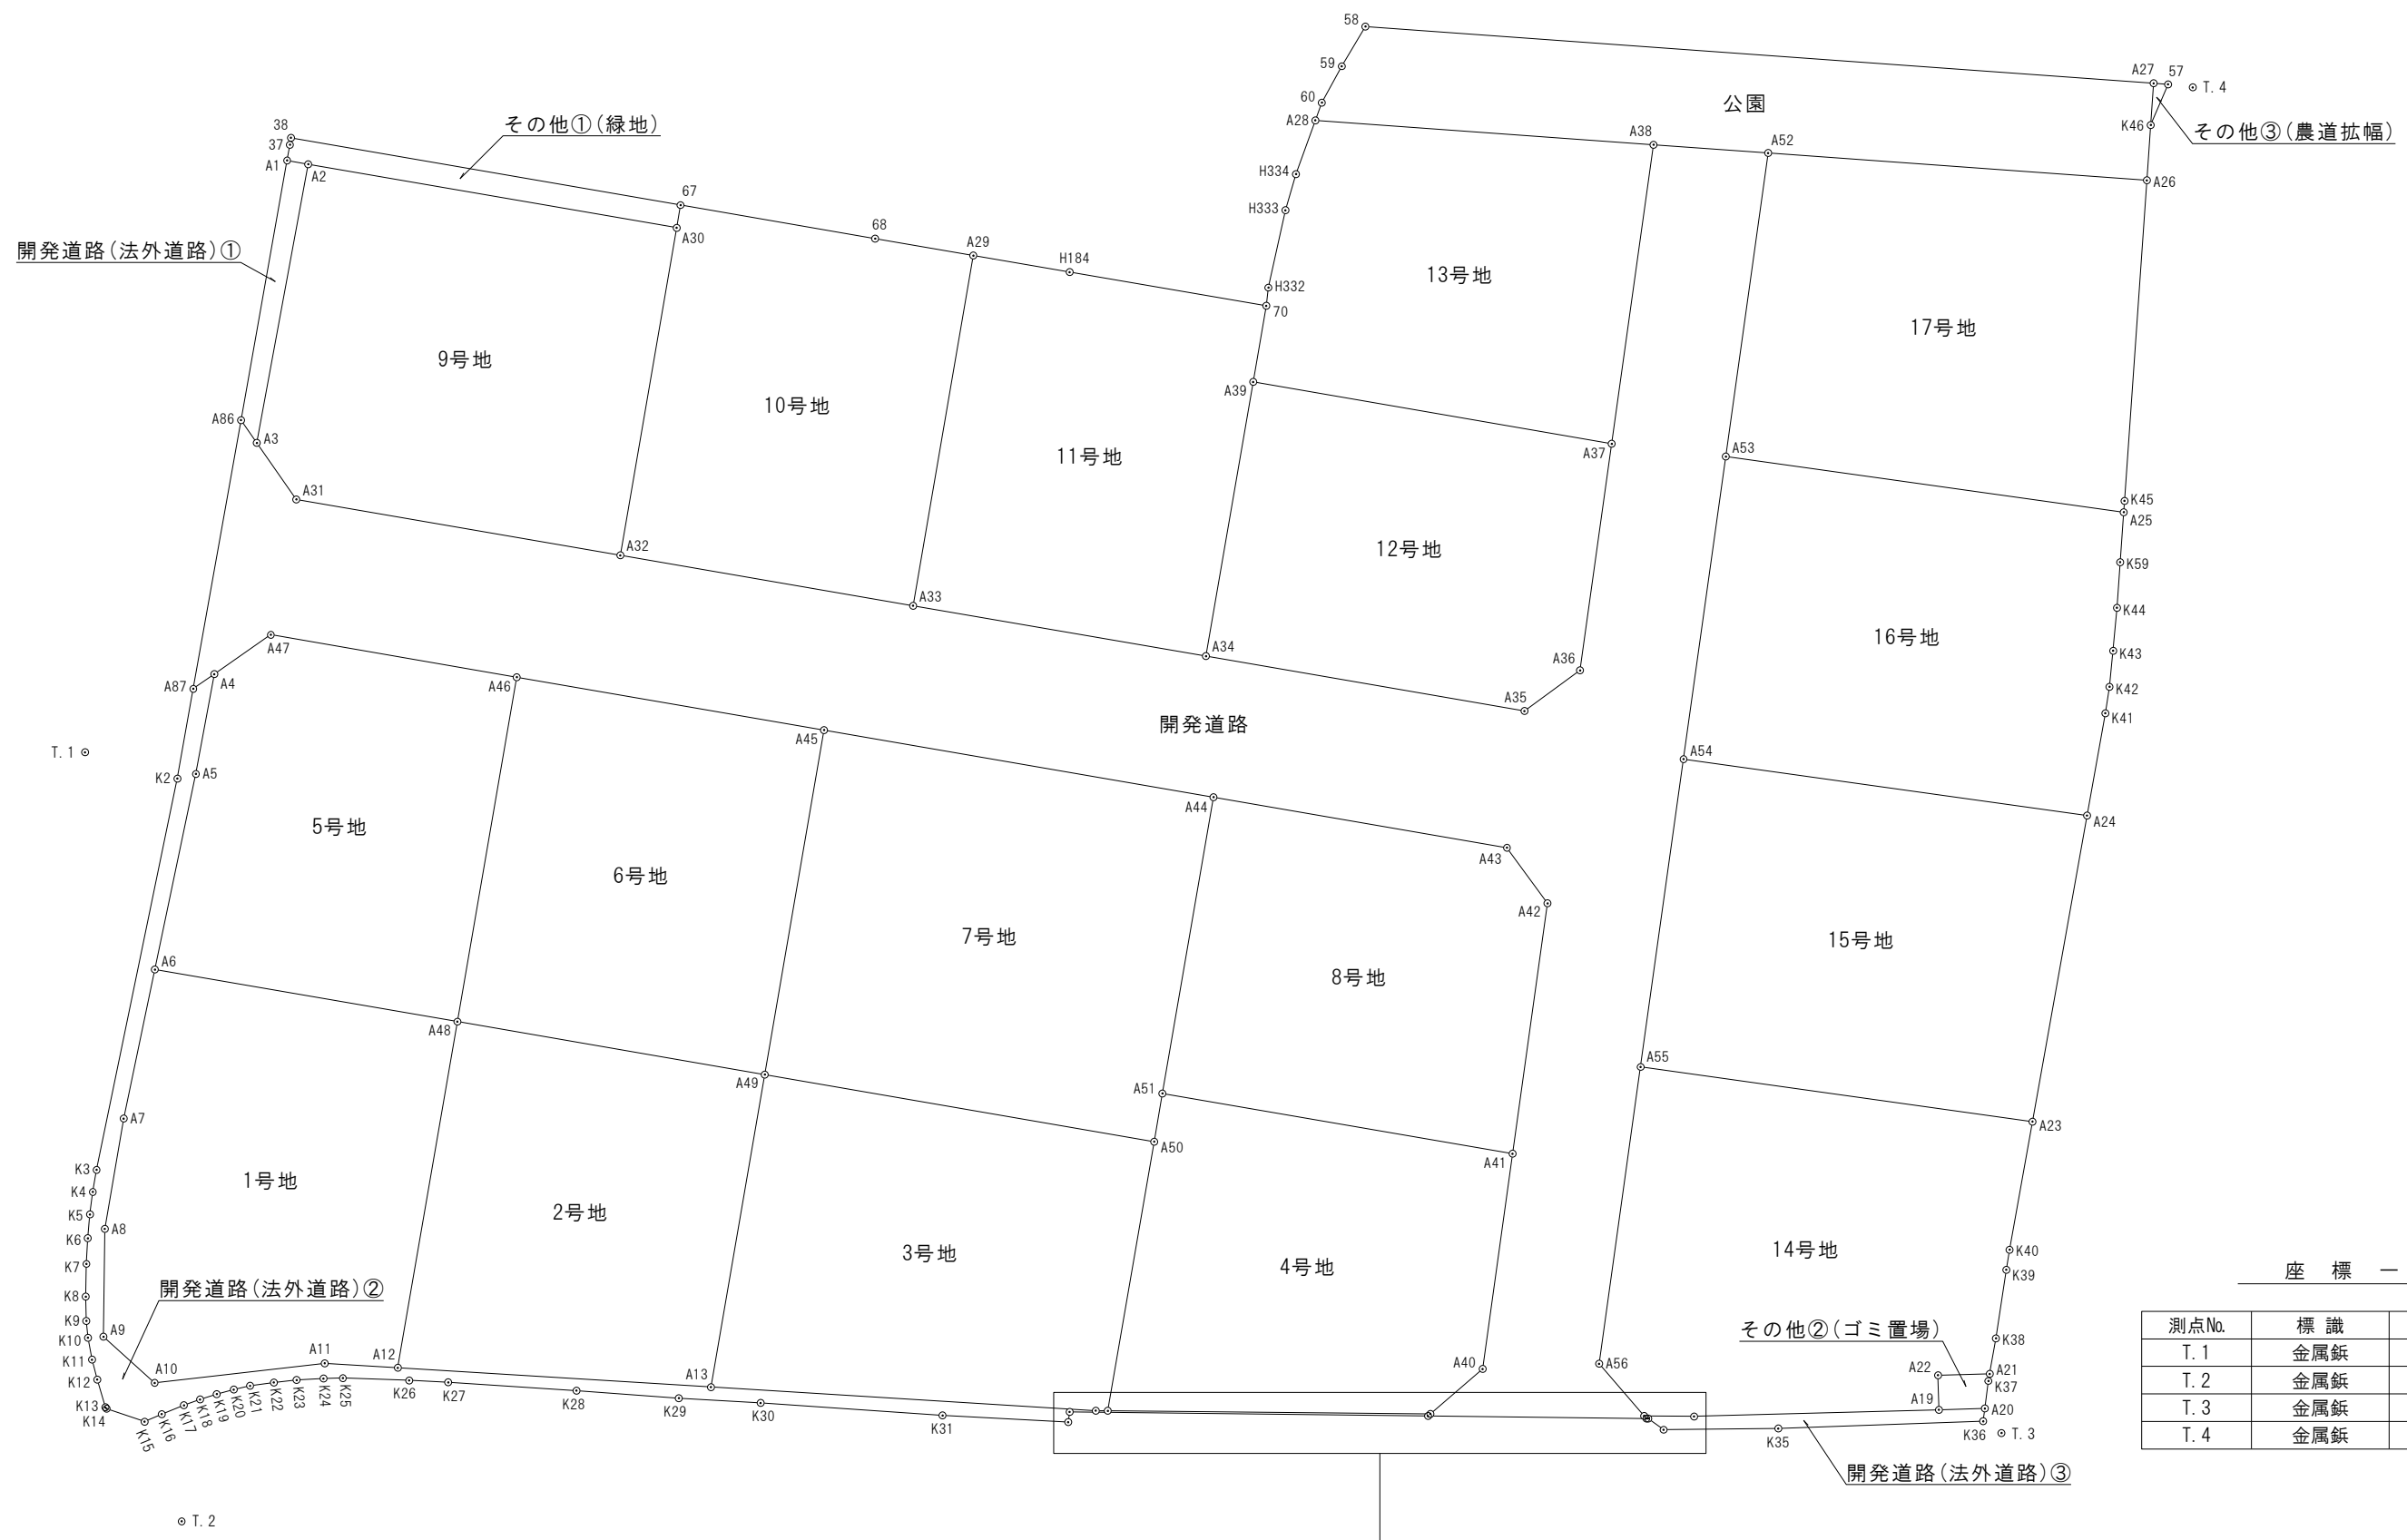 58
59
60
A28
A27
57
T. 4
公園
K46
その他③(農道拡幅)
38
37
A1
A2
その他①(緑地)
67
A30
68
A29
H184
H334
H333
H332
70
A38
A52
A26
開発道路(法外道路)①
13号地
17号地
9号地
10号地
11号地
12号地
A39
A37
A53
K45
A25
A86
A3
A31
A32
A33
A34
A35
A36
K59
K44
K43
K42
K41
16号地
A47
A87
A4
A46
A45
開発道路
A54
T. 1
K2
A5
A44
A24
5号地
6号地
A43
A42
7号地
8号地
15号地
A6
A48
A49
A51
A50
A41
A55
A23
A7
K3
K4
K5
K6
K7
K8
K9
K10
K11
K12
K13
K14
A8
A9
A10
1号地
2号地
3号地
4号地
14号地
K40
K39
K38
開発道路(法外道路)②
その他②(ゴミ置場)
A11
A12
A13
A40
A56
A22
A21
K37
A19
A20
K36
T. 3
K15
K16
K17
K18
K19
K20
K21
K22
K23
K24
K25
K26
K27
K28
K29
K30
K31
K35
開発道路(法外道路)③
T. 2
座 標 一
測点№ 標 識
T. 1 金属鋲
T. 2 金属鋲
T. 3 金属鋲
T. 4 金属鋲